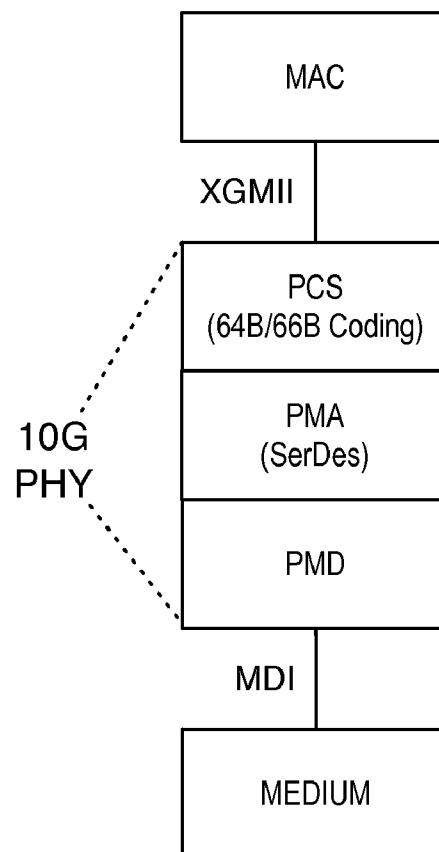 MAC
XGMII
PCS
(64B/66B Coding)
PMA
(SerDes)
10G
PHY
PMD
MDI
MEDIUM